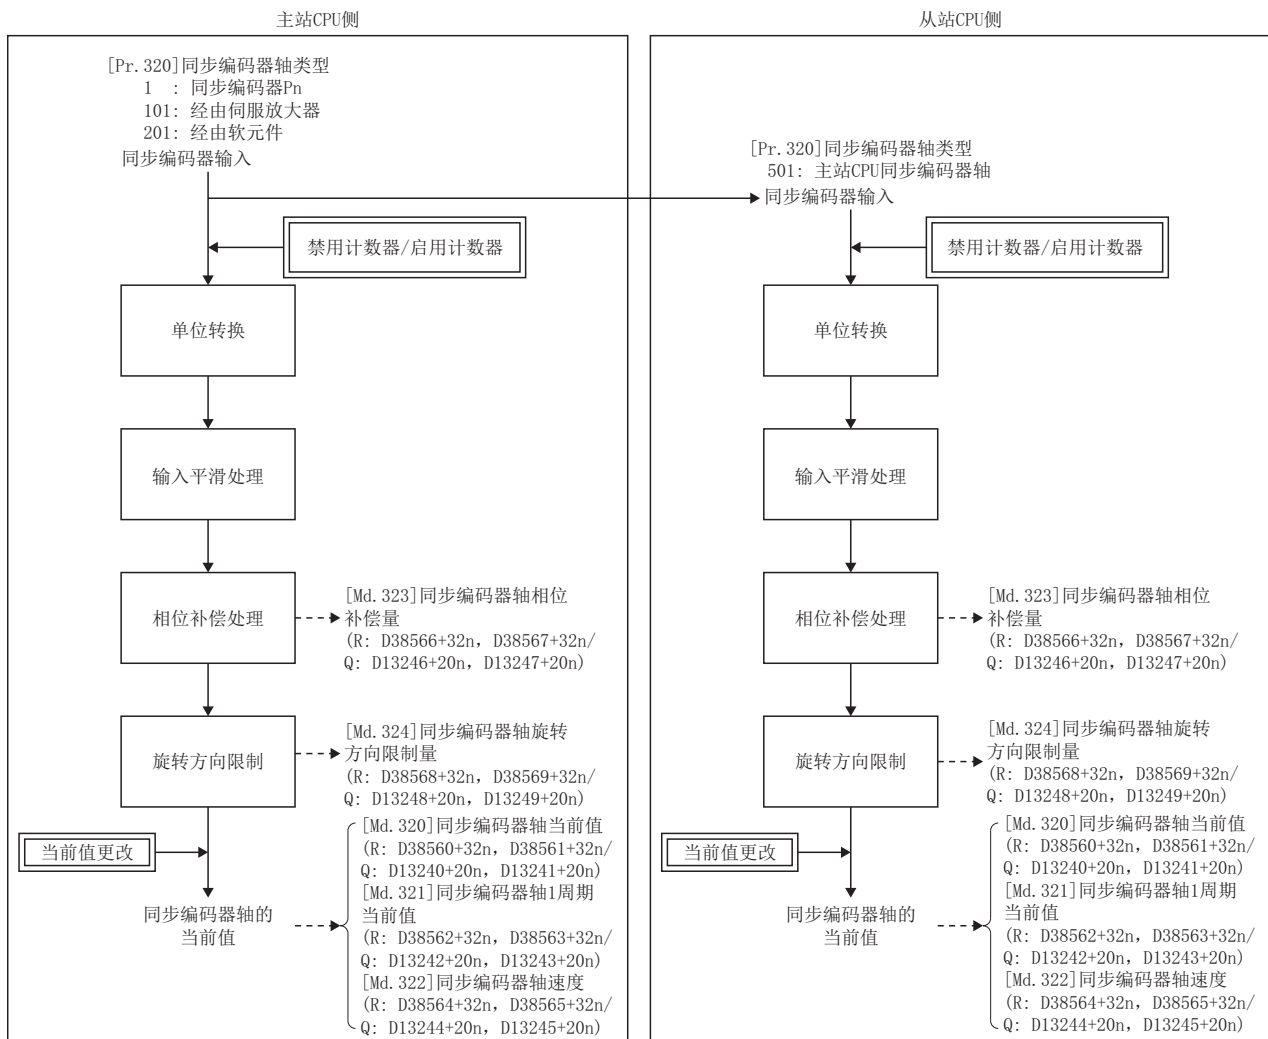 主站CPU侧
[Pr.320]同步编码器轴类型
1 : 同步编码器Pn
101: 经由伺服放大器
201: 经由软元件
同步编码器输入
禁用计数器/启用计数器
单位转换
输入平滑处理
相位补偿处理
[Md.323]同步编码器轴相位
补偿量
(R: D38566+32n, D38567+32n/
Q: D13246+20n, D13247+20n)
旋转方向限制
[Md.324]同步编码器轴旋转
方向限制量
(R: D38568+32n, D38569+32n/
Q: D13248+20n, D13249+20n)
当前值更改
同步编码器轴的
当前值
[Md.320]同步编码器轴当前值
(R: D38560+32n, D38561+32n/
Q: D13240+20n, D13241+20n)
[Md.321]同步编码器轴1周期
当前值
(R: D38562+32n, D38563+32n/
Q: D13242+20n, D13243+20n)
[Md.322]同步编码器轴速度
(R: D38564+32n, D38565+32n/
Q: D13244+20n, D13245+20n)
从站CPU侧
[Pr.320]同步编码器轴类型
501: 主站CPU同步编码器轴
同步编码器输入
禁用计数器/启用计数器
单位转换
输入平滑处理
相位补偿处理
[Md.323]同步编码器轴相位
补偿量
(R: D38566+32n, D38567+32n/
Q: D13246+20n, D13247+20n)
旋转方向限制
[Md.324]同步编码器轴旋转
方向限制量
(R: D38568+32n, D38569+32n/
Q: D13248+20n, D13249+20n)
当前值更改
同步编码器轴的
当前值
[Md.320]同步编码器轴当前值
(R: D38560+32n, D38561+32n/
Q: D13240+20n, D13241+20n)
[Md.321]同步编码器轴1周期
当前值
(R: D38562+32n, D38563+32n/
Q: D13242+20n, D13243+20n)
[Md.322]同步编码器轴速度
(R: D38564+32n, D38565+32n/
Q: D13244+20n, D13245+20n)